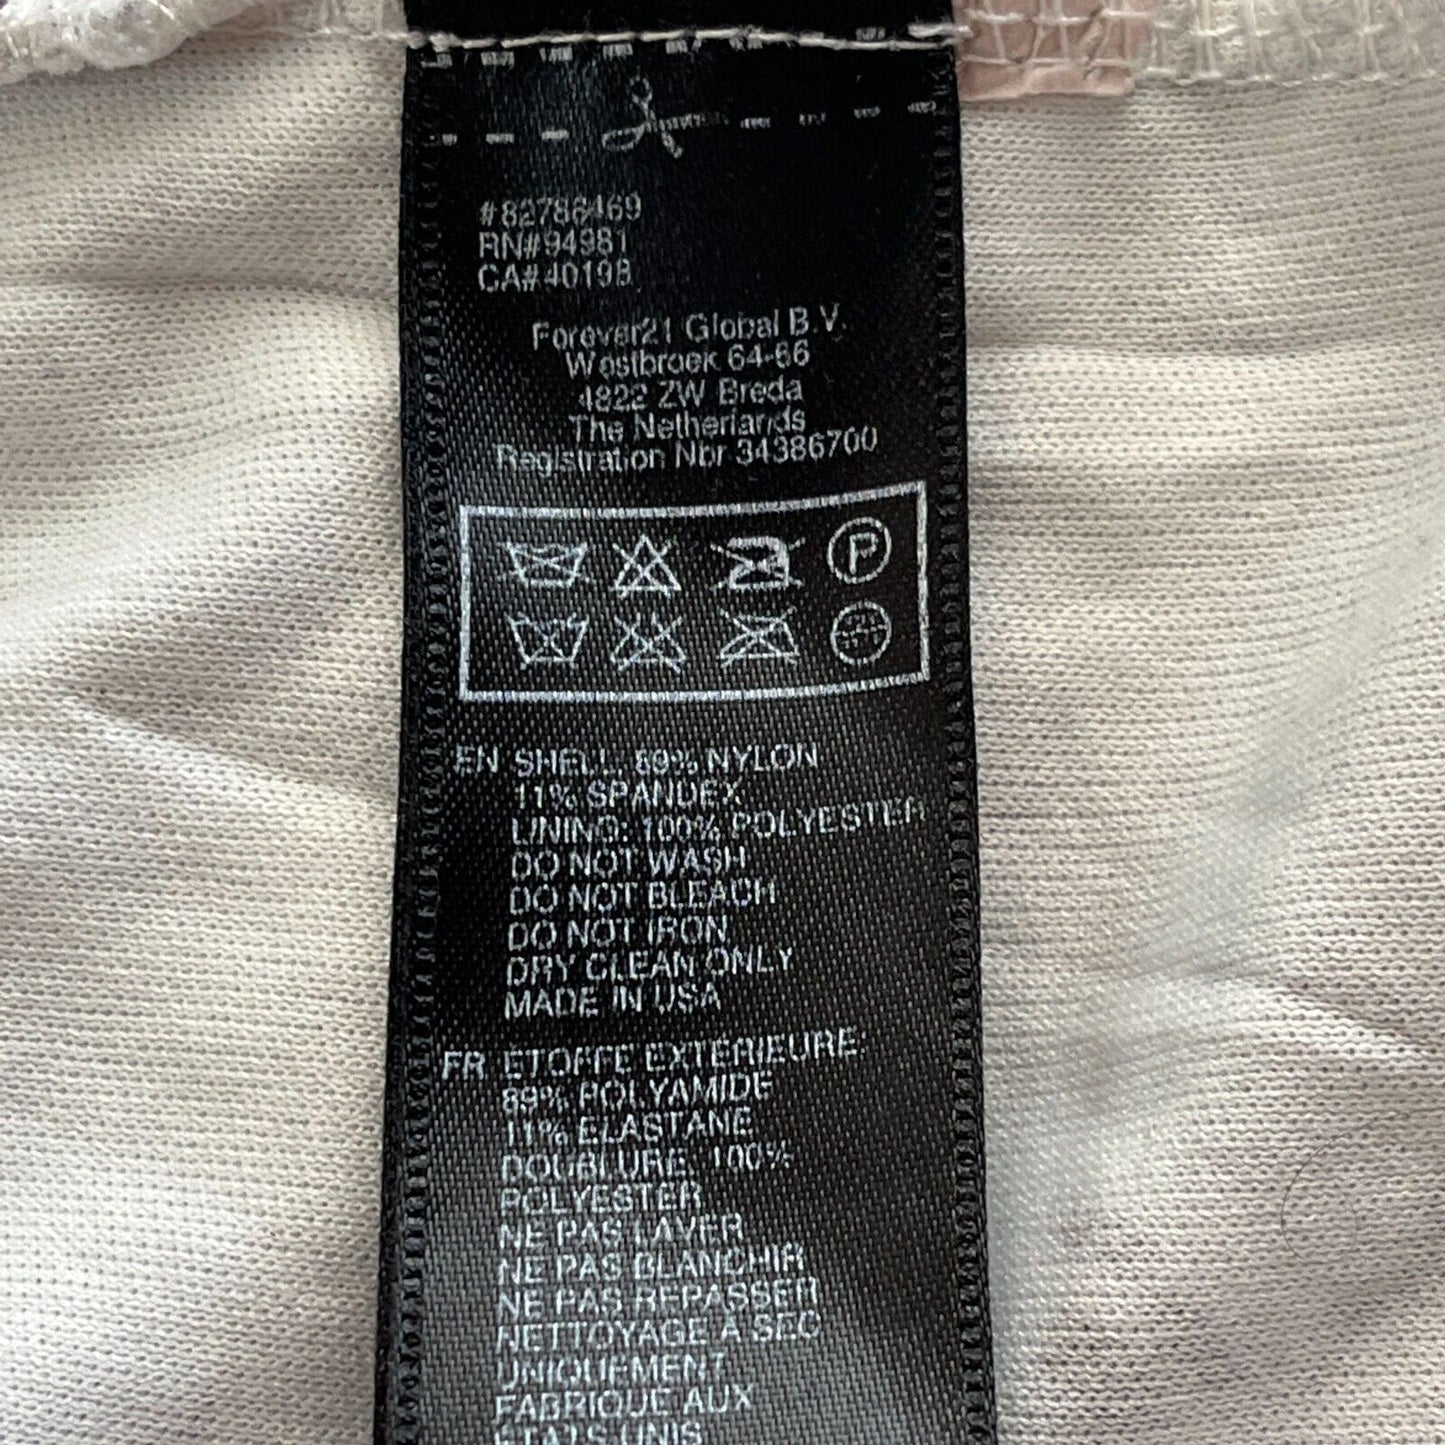 #82786469
RN#94981
CA#40198
Forever21 Global B.V.
Westbroek 64-66
4822 ZW Breda
The Netherlands
Registration Nbr 34386700
P
EN SHELL: 89% NYLON
11% SPANDEX
LINING: 100% POLYESTER
DO NOT WASH
DO NOT BLEACH
DO NOT IRON
DRY CLEAN ONLY
MADE IN USA
FR ETOFFE EXTERIEURE:
89% POLYAMIDE
11% ELASTANE
DOUBLURE: 100%
POLYESTER
NE PAS LAVER
NE PAS BLANCHIR
NE PAS REPASSER
NETTOYAGE A SEC
UNIQUEMENT
FABRIQUE AUX
ETATS UNIS